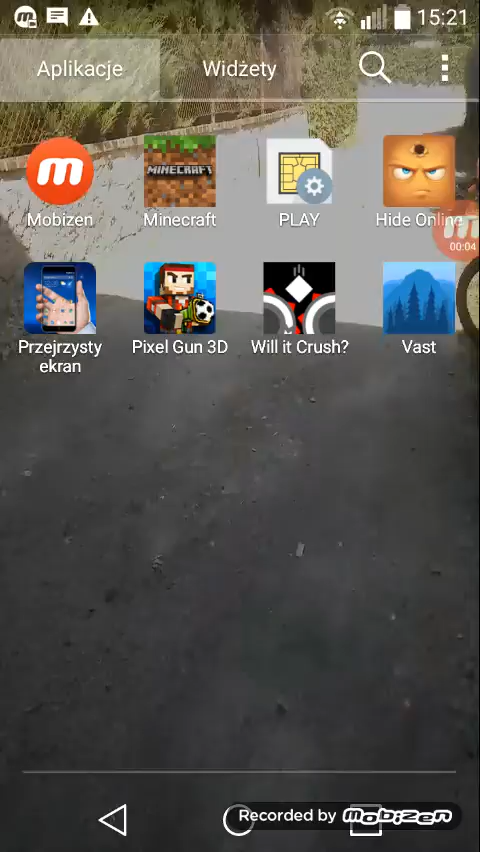 15:21
Aplikacje Widżety
MINECRAFT
Mobizen Minecraft PLAY Hide Online
00:04
Przejrzysty
ekran
Pixel Gun 3D Will it Crush? Vast
Recorded by Mobizen